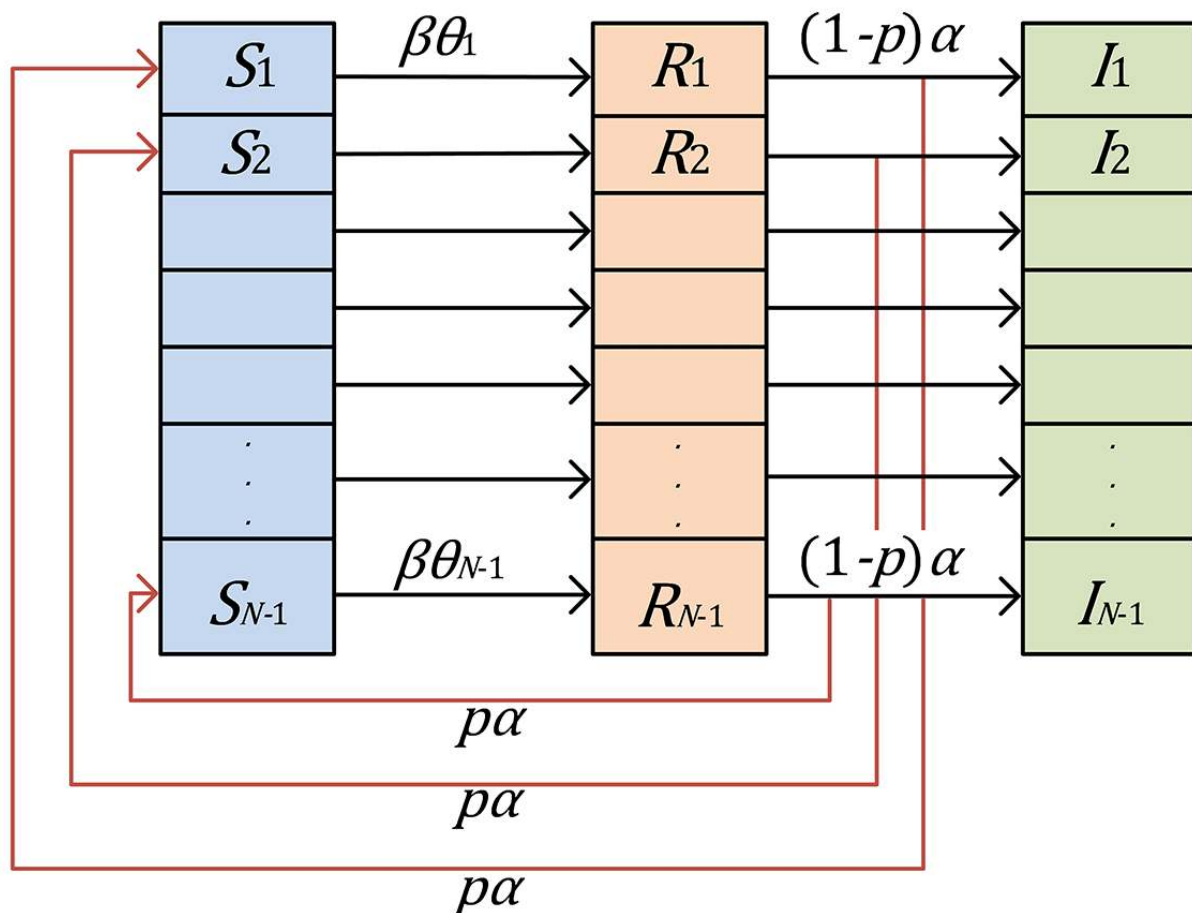 βθ1 (1-p)α
S1 R1 I1
S2 R2 I2
. . .
. . .
. . .
βθN-1 (1-p)α
SN-1 RN-1 IN-1
pα
pα
pα